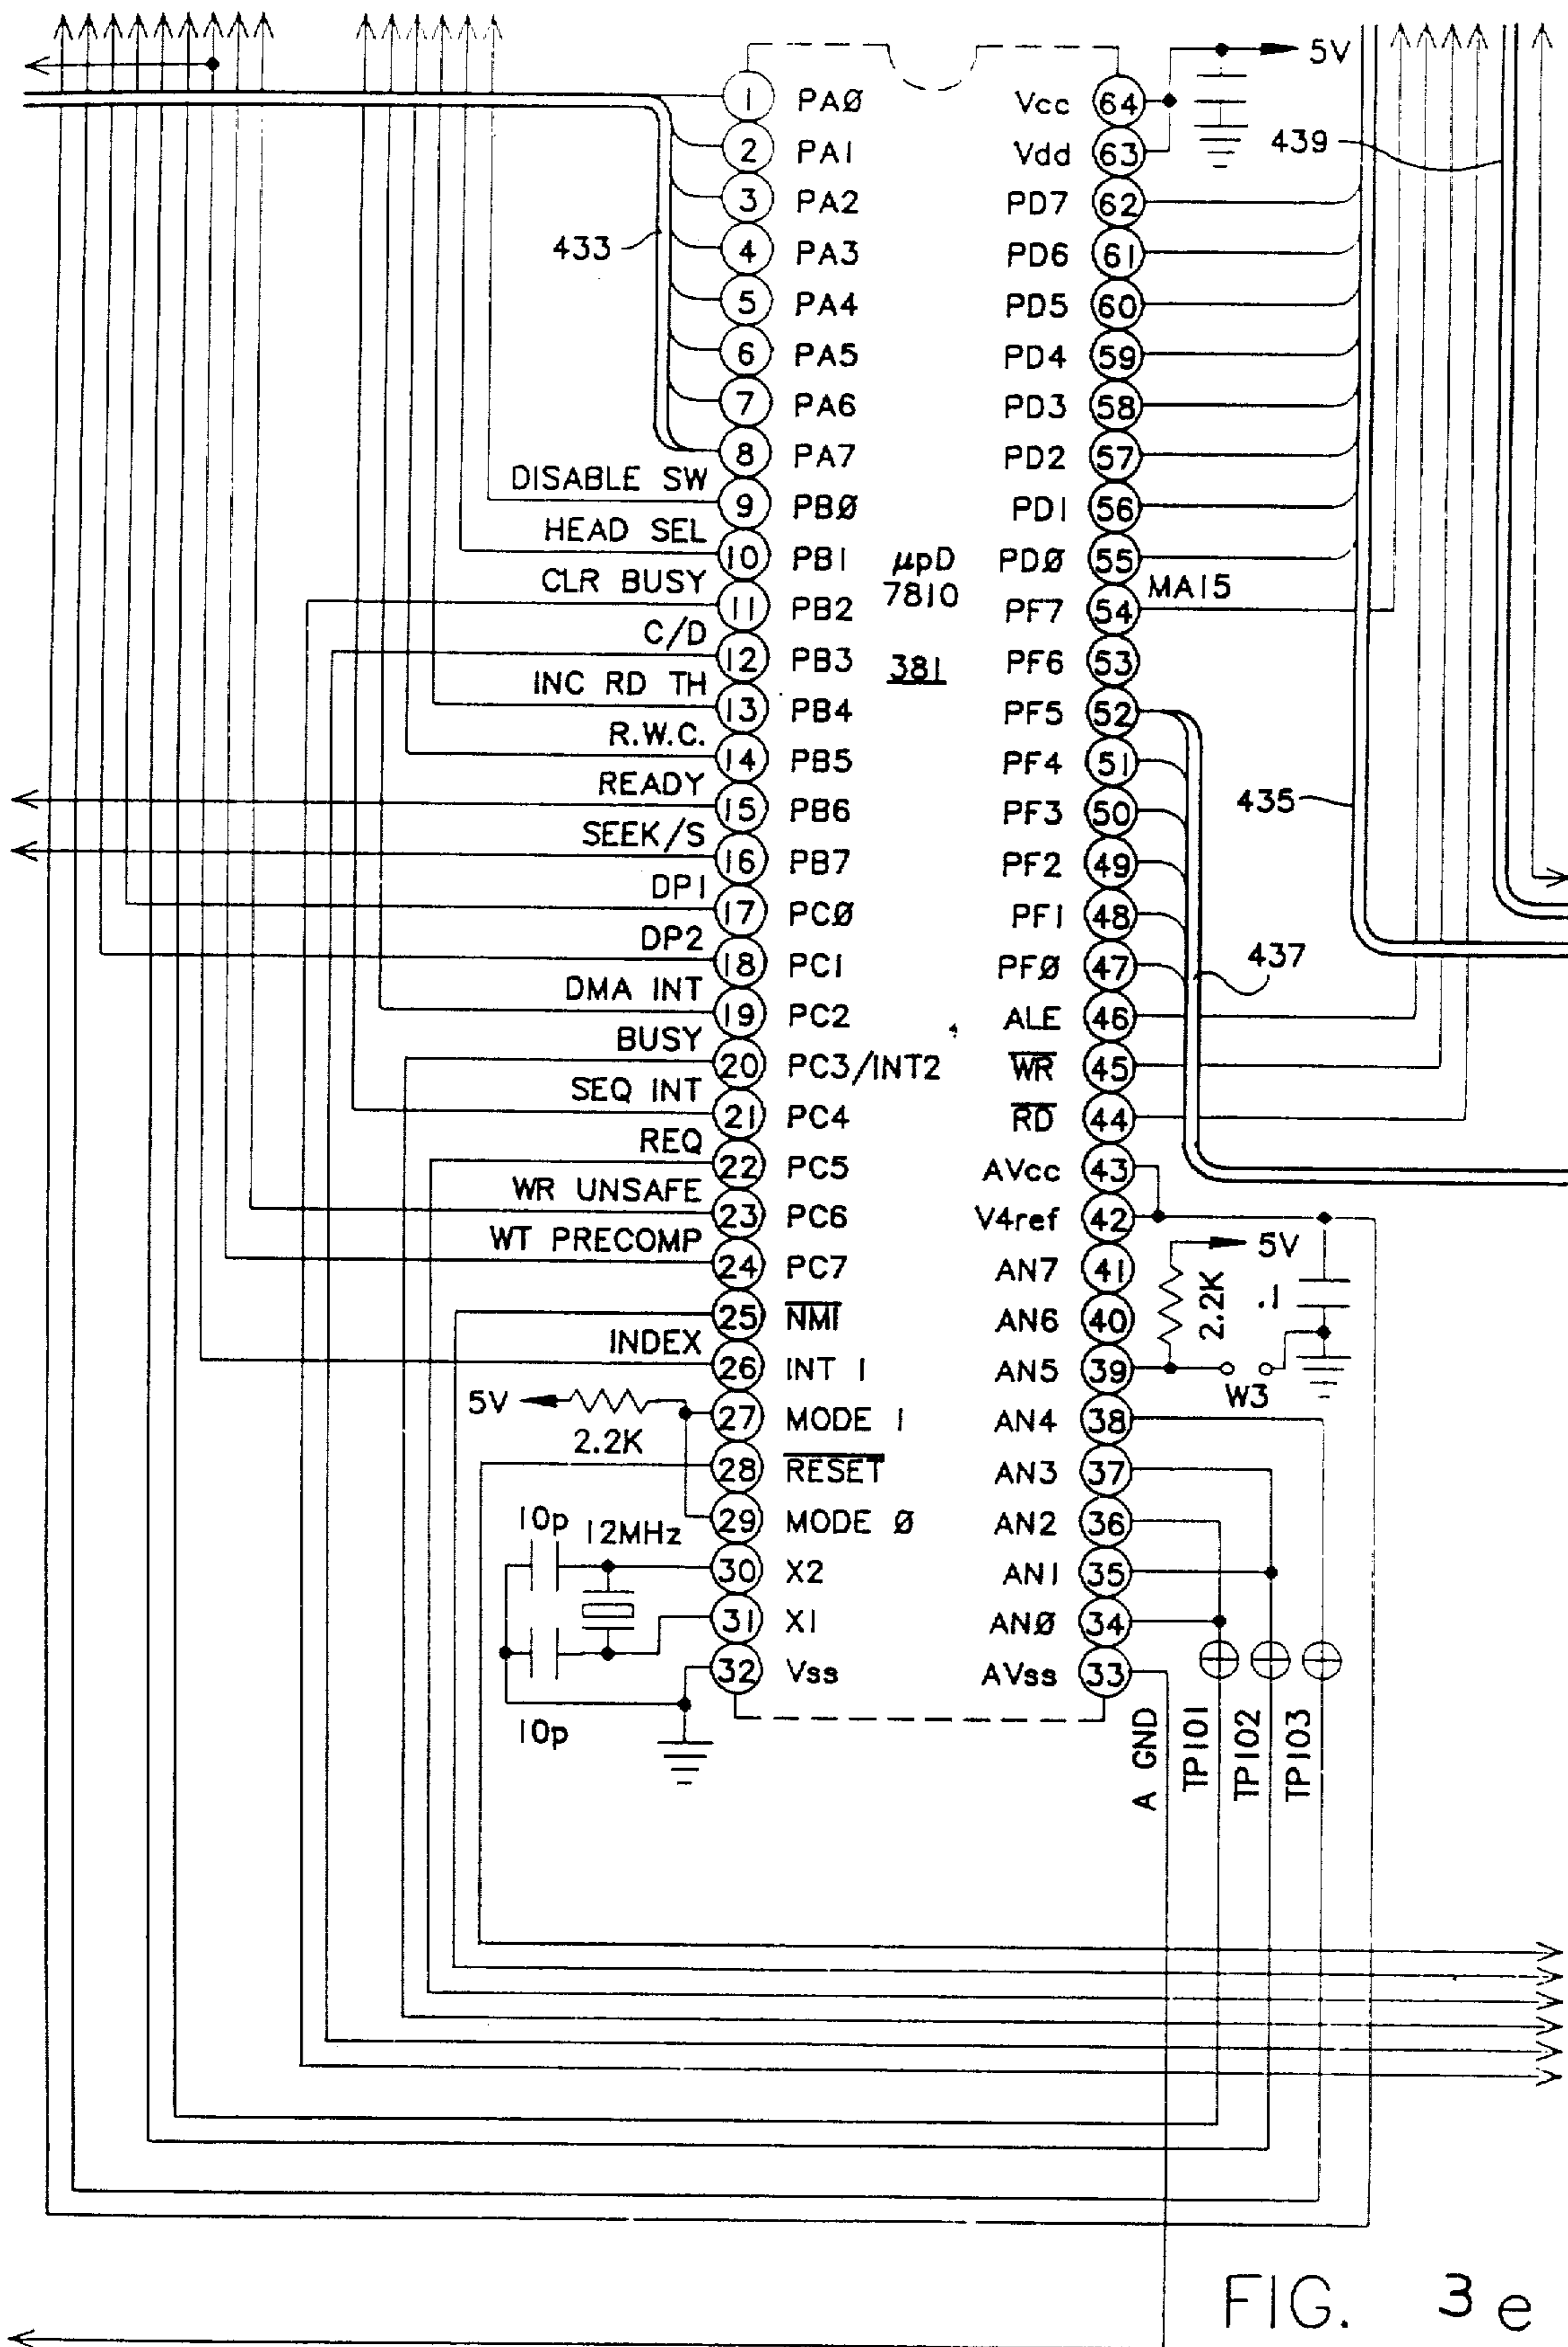 5V
1 PAØ Vcc 64
439
2 PA1 Vdd 63
3 PA2 PD7 62
433
4 PA3 PD6 61
5 PA4 PD5 60
6 PA5 PD4 59
7 PA6 PD3 58
8 PA7 PD2 57
DISABLE SW
9 PBØ PD1 56
HEAD SEL
10 PB1 μpD PDØ 55
CLR BUSY 7810 MA15
11 PB2 PF7 54
C/D
12 PB3 381 PF6 53
INC RD TH
13 PB4 PF5 52
R.W.C.
14 PB5 PF4 51
READY 435
15 PB6 PF3 50
SEEK/S
16 PB7 PF2 49
DP1
17 PCØ PF1 48
DP2 437
18 PC1 PFØ 47
DMA INT
19 PC2 ALE 46
BUSY
20 PC3/INT2 WR 45
SEQ INT
21 PC4 RD 44
REQ
22 PC5 AVcc 43
WR UNSAFE
23 PC6 V4ref 42
WT PRECOMP 5V
24 PC7 AN7 41
2.2K .1
25 NMI AN6 40
INDEX
26 INT 1 AN5 39
W3
5V
27 MODE 1 AN4 38
2.2K
28 RESET AN3 37
10p 12MHz
29 MODE Ø AN2 36
30 X2 AN1 35
31 X1 ANØ 34
32 Vss AVss 33
10p
A GND
TP101
TP102
TP103
FIG. 3e